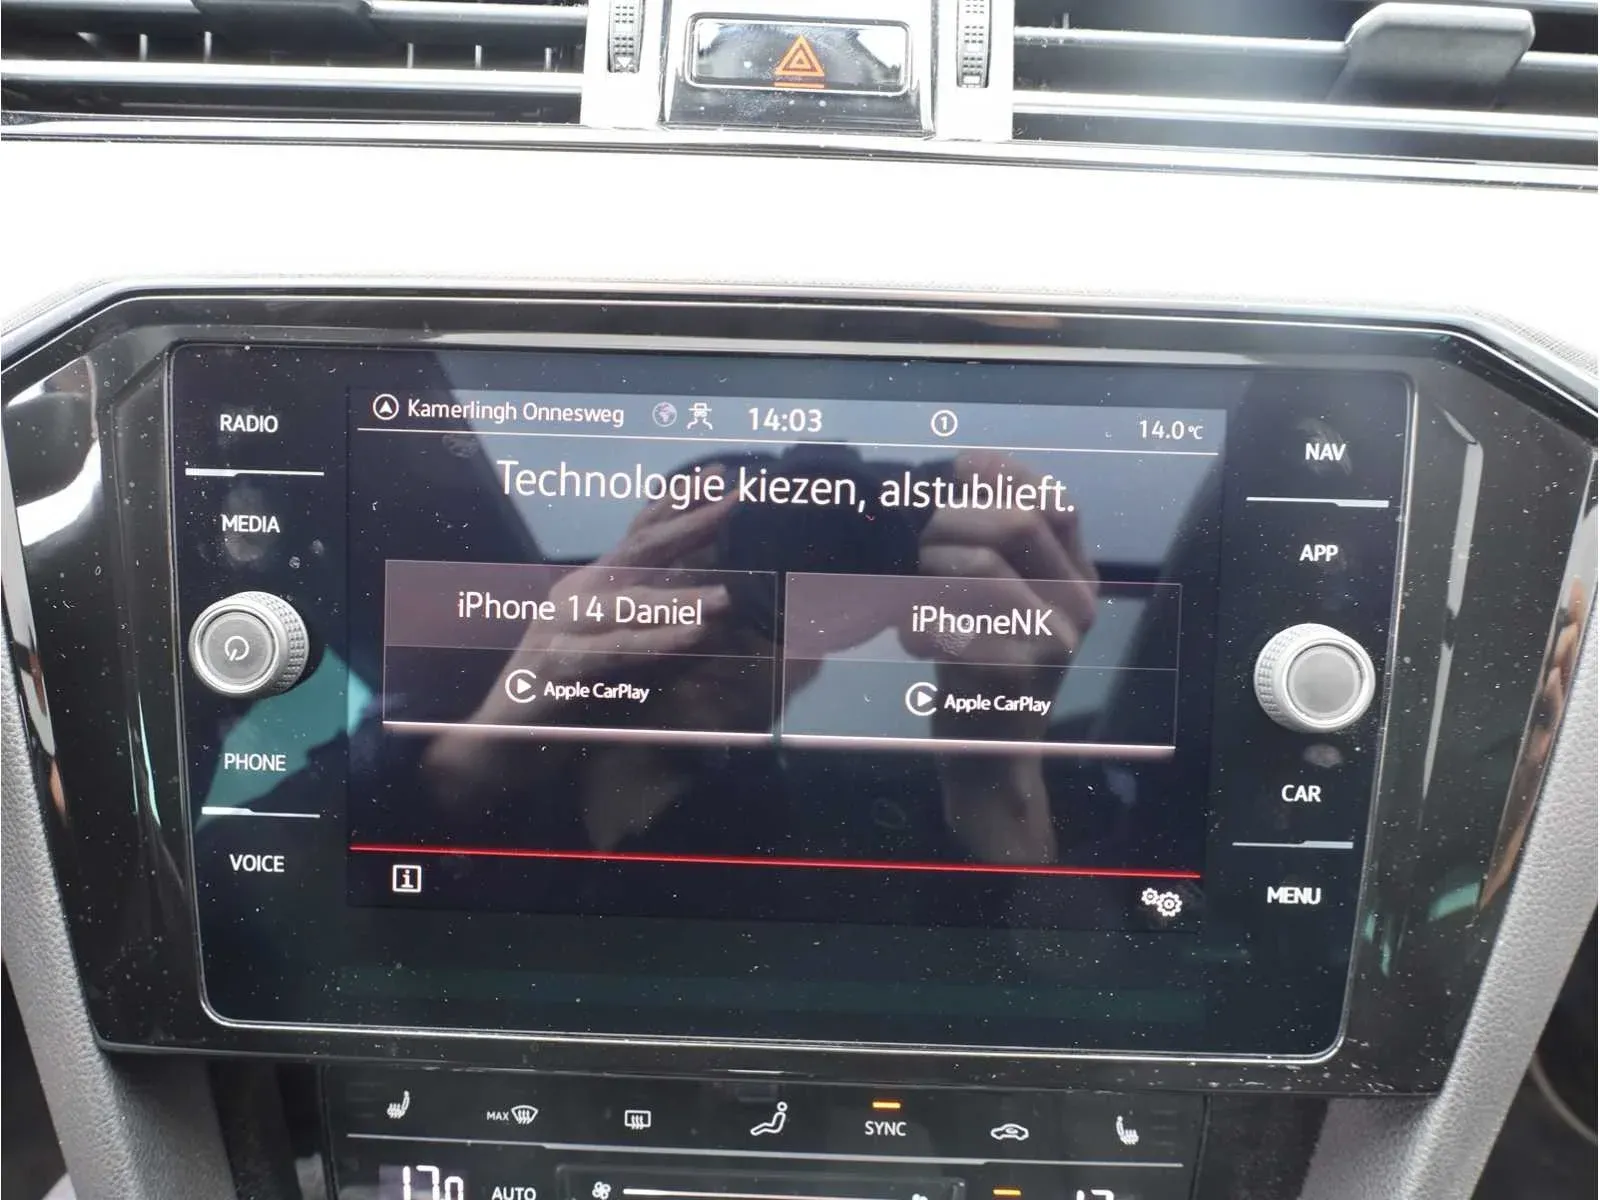 RADIO
MEDIA
PHONE
VOICE
Kamerlingh Onnesweg 14:03 1 14.0°C
Technologie kiezen, alstublieft.
iPhone 14 Daniel
Apple CarPlay
iPhoneNK
Apple CarPlay
i
NAV
APP
CAR
MENU
MAX
SYNC
AUTO